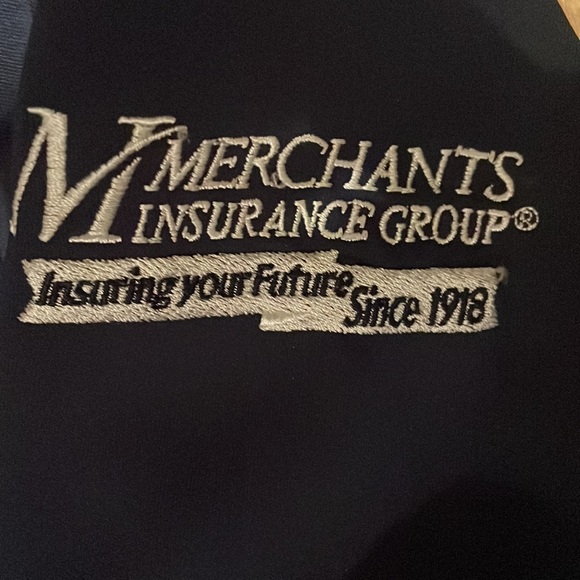 M MERCHANTS
INSURANCE GROUP®
Insuring your Future
Since 1918